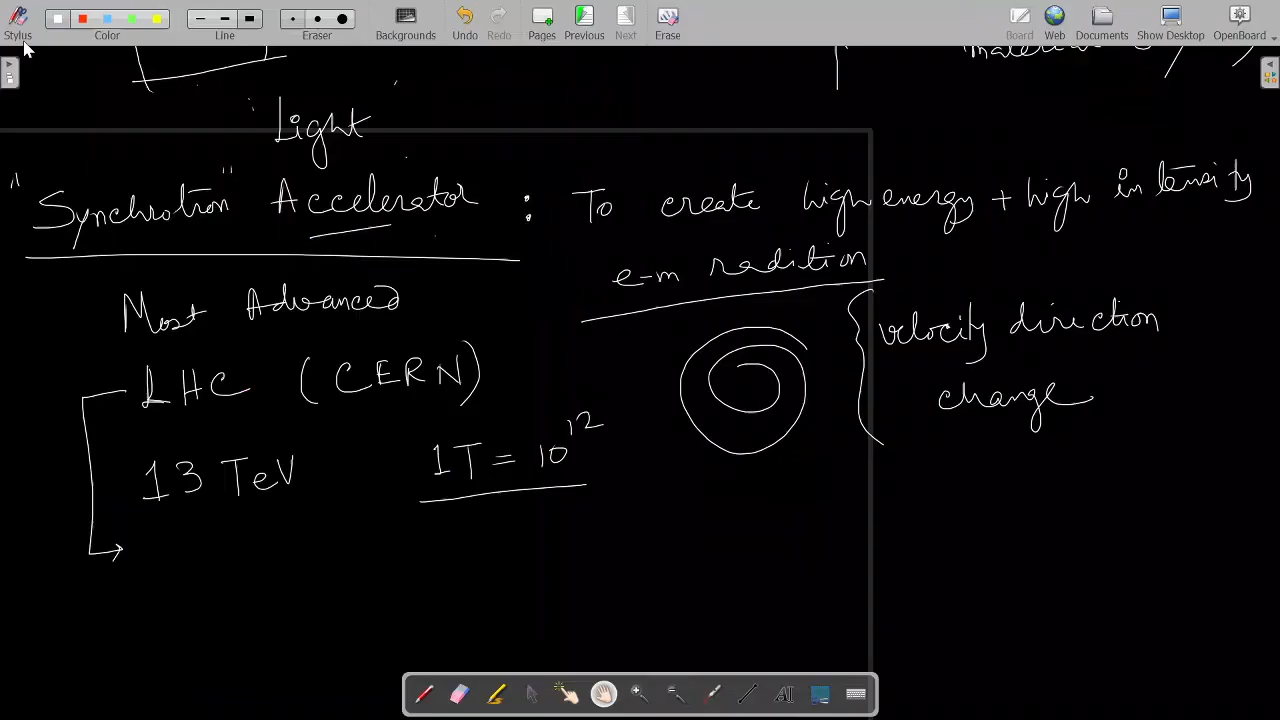 Stylus Color Line Eraser Backgrounds Undo Redo Pages Previous Next Erase Board Web Documents Show Desktop OpenBoard
Light
"Synchrotron" Accelerator : To create high energy + high intensity
e-m radition
Most Advanced
velocity direction
change
LHC (CERN)
13 TeV 1T = 10^12